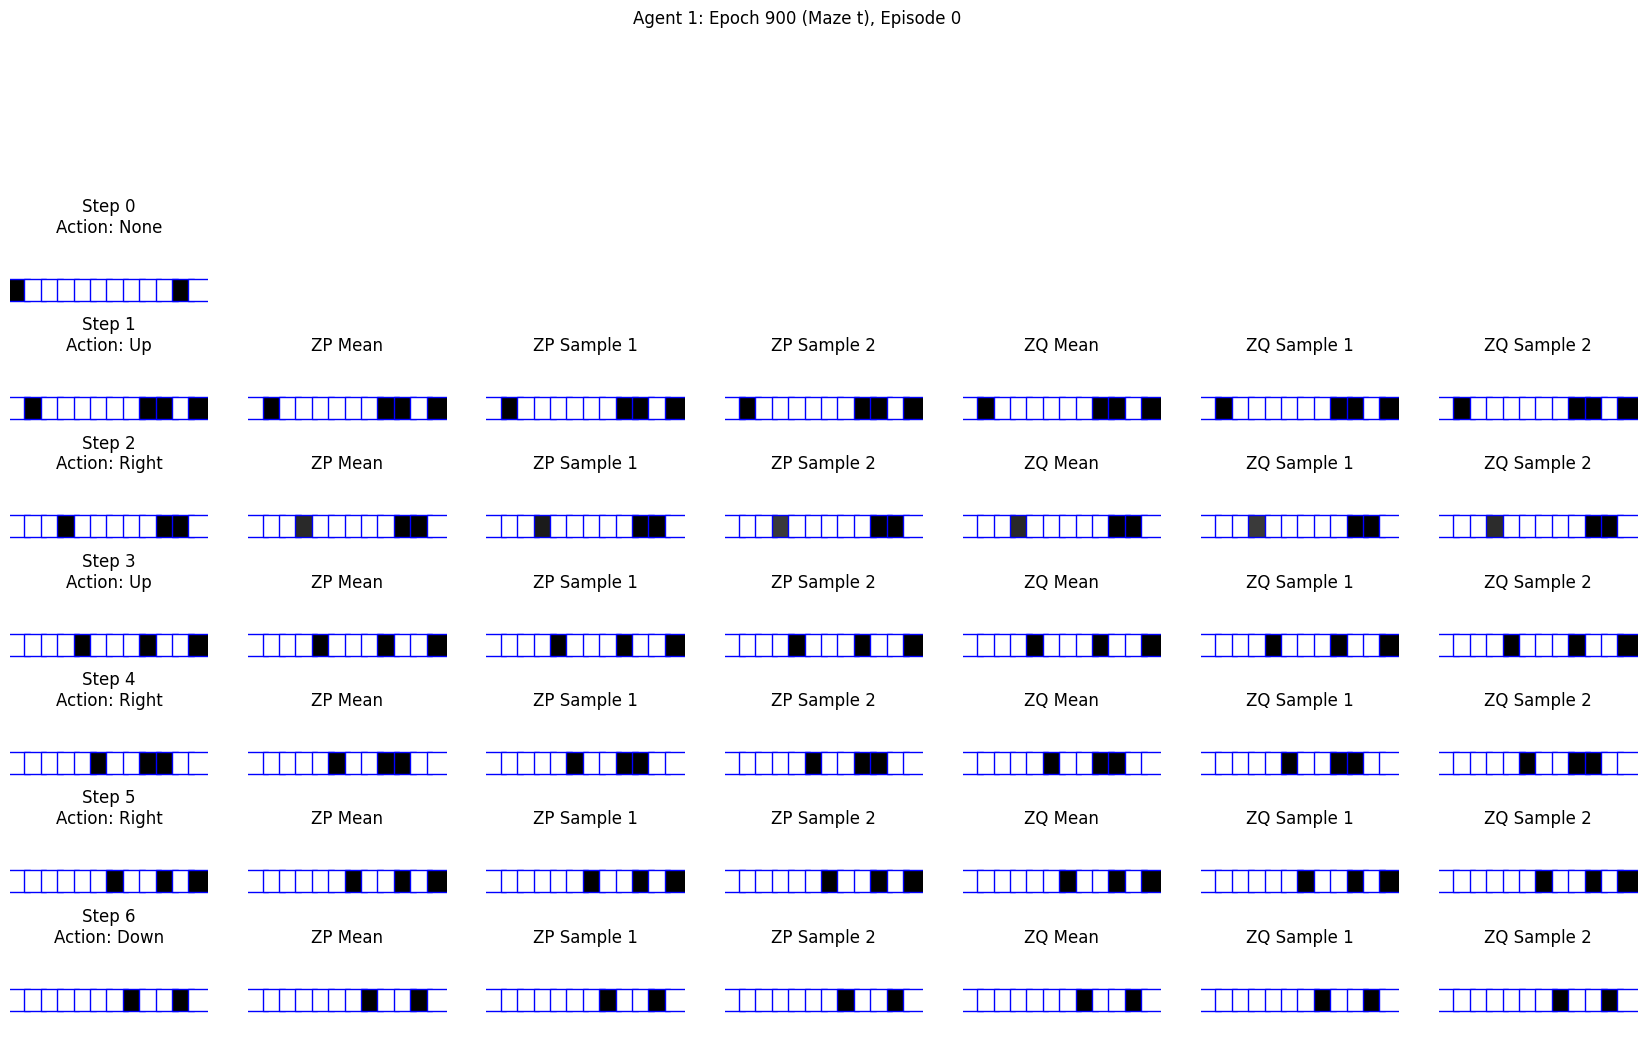 Agent 1: Epoch 900 (Maze t), Episode 0
Step 0
Action: None
Step 1
Action: Up
ZP Mean
ZP Sample 1
ZP Sample 2
ZQ Mean
ZQ Sample 1
ZQ Sample 2
Step 2
Action: Right
ZP Mean
ZP Sample 1
ZP Sample 2
ZQ Mean
ZQ Sample 1
ZQ Sample 2
Step 3
Action: Up
ZP Mean
ZP Sample 1
ZP Sample 2
ZQ Mean
ZQ Sample 1
ZQ Sample 2
Step 4
Action: Right
ZP Mean
ZP Sample 1
ZP Sample 2
ZQ Mean
ZQ Sample 1
ZQ Sample 2
Step 5
Action: Right
ZP Mean
ZP Sample 1
ZP Sample 2
ZQ Mean
ZQ Sample 1
ZQ Sample 2
Step 6
Action: Down
ZP Mean
ZP Sample 1
ZP Sample 2
ZQ Mean
ZQ Sample 1
ZQ Sample 2